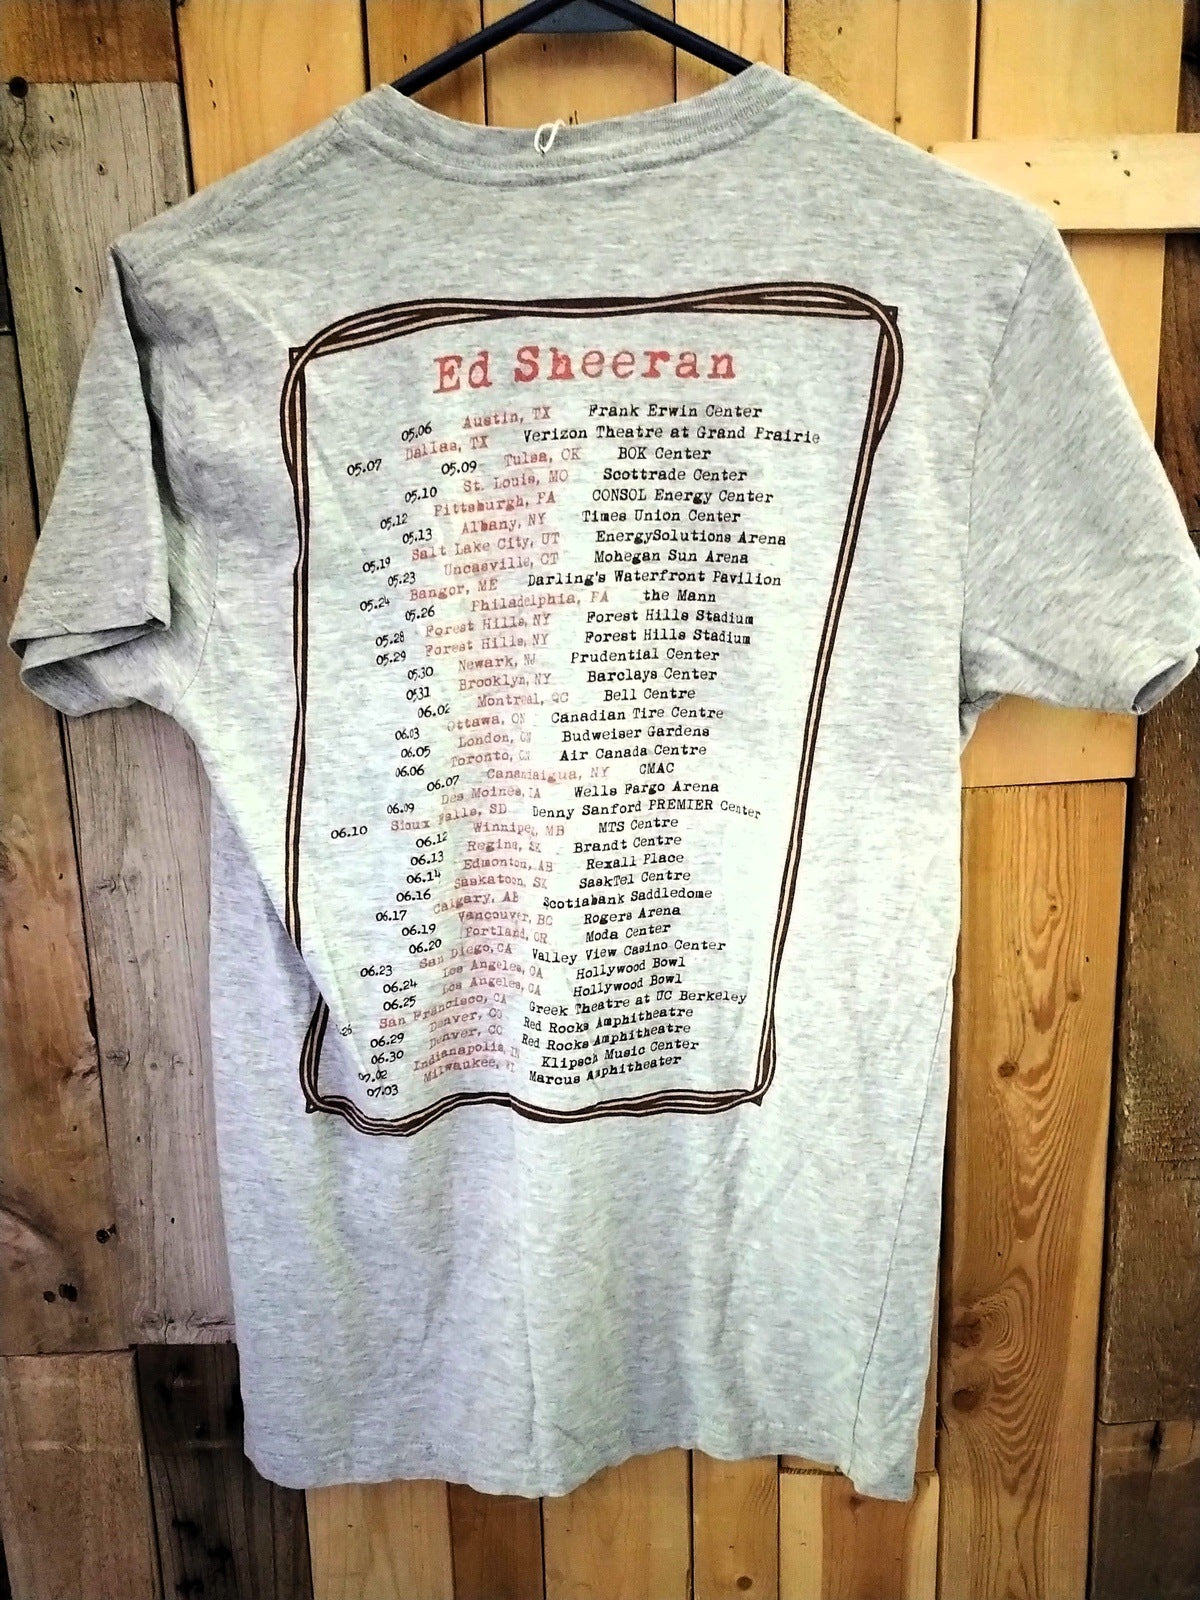 Ed Sheeran
05.06 Austin, TX Frank Erwin Center
05.07 Dallas, TX Verizon Theatre at Grand Prairie
05.09 Tulsa, OK BOK Center
05.10 St. Louis, MO Scottrade Center
05.12 Pittsburgh, PA CONSOL Energy Center
05.13 Albany, NY Times Union Center
05.19 Salt Lake City, UT EnergySolutions Arena
05.23 Uncasville, CT Mohegan Sun Arena
05.24 Bangor, ME Darling's Waterfront Pavilion
05.26 Philadelphia, PA the Mann
05.28 Forest Hills, NY Forest Hills Stadium
05.29 Forest Hills, NY Forest Hills Stadium
05.30 Newark, NJ Prudential Center
05.31 Brooklyn, NY Barclays Center
06.02 Montreal, QC Bell Centre
06.03 Ottawa, ON Canadian Tire Centre
06.05 London, ON Budweiser Gardens
06.06 Toronto, ON Air Canada Centre
06.07 Canandaigua, NY CMAC
06.09 Des Moines, IA Wells Fargo Arena
06.10 Sioux Falls, SD Denny Sanford PREMIER Center
06.12 Winnipeg, MB MTS Centre
06.13 Regina, SK Brandt Centre
06.14 Edmonton, AB Rexall Place
06.16 Saskatoon, SK SaskTel Centre
06.17 Calgary, AB Scotiabank Saddledome
06.19 Vancouver, BC Rogers Arena
06.20 Portland, OR Moda Center
06.23 San Diego, CA Valley View Casino Center
06.24 Los Angeles, CA Hollywood Bowl
06.25 Los Angeles, CA Hollywood Bowl
San Francisco, CA Greek Theatre at UC Berkeley
06.29 Denver, CO Red Rocks Amphitheatre
06.30 Denver, CO Red Rocks Amphitheatre
07.02 Indianapolis, IN Klipsch Music Center
07.03 Milwaukee, WI Marcus Amphitheater